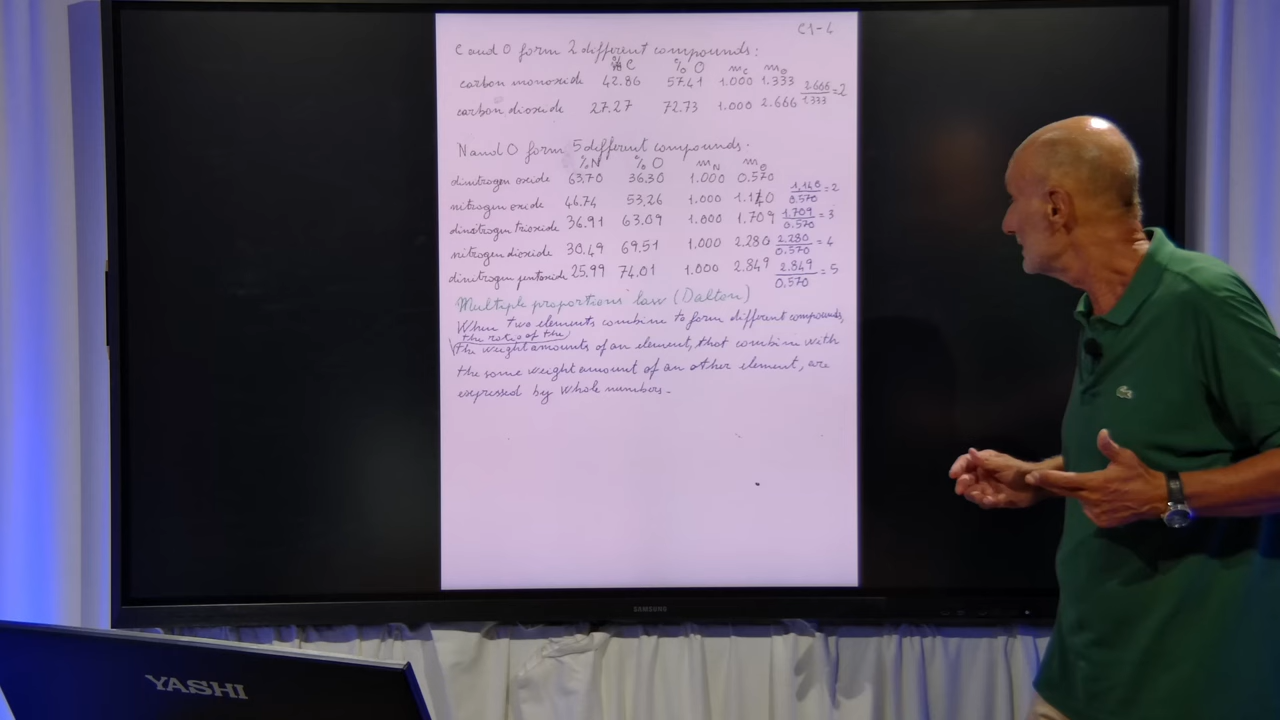 C1-4
C and O form 2 different compounds:
% C % O mC mO
carbon monoxide 42.86 57.41 1.000 1.333 2.666/1.333 = 2
carbon dioxide 27.27 72.73 1.000 2.666
N and O form 5 different compounds.
% N % O mN mO
dinitrogen oxide 63.70 36.30 1.000 0.570
nitrogen oxide 46.74 53.26 1.000 1.140 1.140/0.570 = 2
dinitrogen trioxide 36.91 63.09 1.000 1.709 1.709/0.570 = 3
nitrogen dioxide 30.49 69.51 1.000 2.280 2.280/0.570 = 4
dinitrogen pentoxide 25.99 74.01 1.000 2.849 2.849/0.570 = 5
Multiple proportions law (Dalton)
When two elements combine to form different compounds,
the ratio of the
the weight amounts of an element, that combine with
the same weight amount of an other element, are
expressed by whole numbers.
SAMSUNG
YASHI